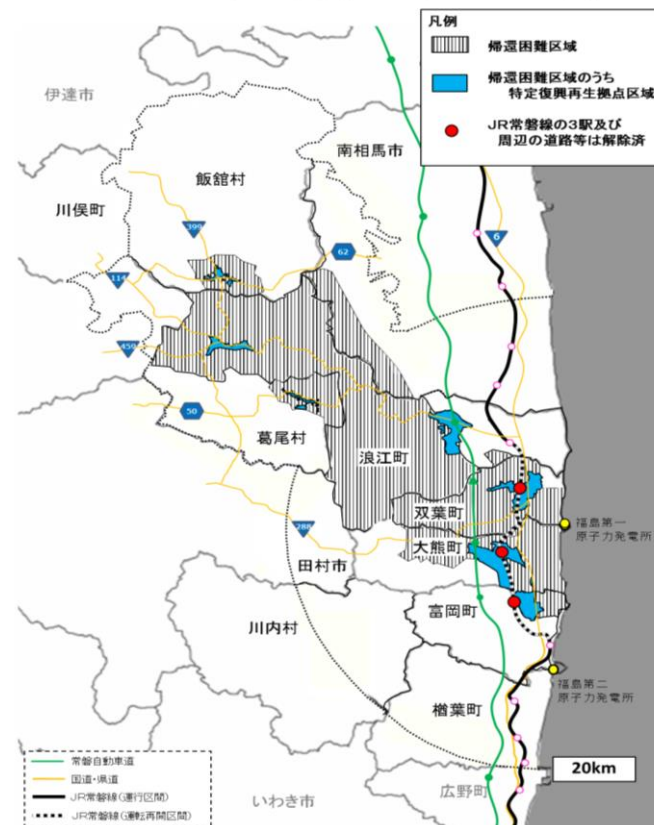 凡例
帰還困難区域
帰還困難区域のうち
特定復興再生拠点区域
JR常磐線の3駅及び
周辺の道路等は解除済
伊達市
南相馬市
飯舘村
川俣町
399
6
62
114
459
50
葛尾村
浪江町
双葉町
福島第一
原子力発電所
288
大熊町
田村市
富岡町
川内村
福島第二
原子力発電所
楢葉町
20km
常磐自動車道
国道・県道
JR常磐線(運行区間)
JR常磐線(運転再開区間)
いわき市
広野町